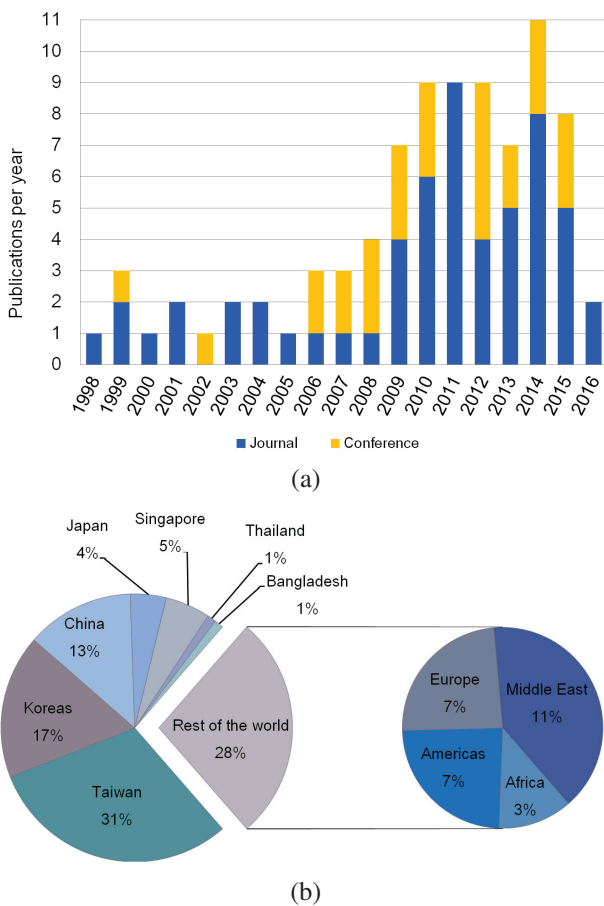 11
10
9
8
7
6
5
4
3
2
1
0
Publications per year
1998
1999
2000
2001
2002
2003
2004
2005
2006
2007
2008
2009
2010
2011
2012
2013
2014
2015
2016
Journal
Conference
(a)
Japan
4%
Singapore
5%
Thailand
1%
Bangladesh
1%
China
13%
Koreas
17%
Taiwan
31%
Rest of the world
28%
Europe
7%
Middle East
11%
Americas
7%
Africa
3%
(b)